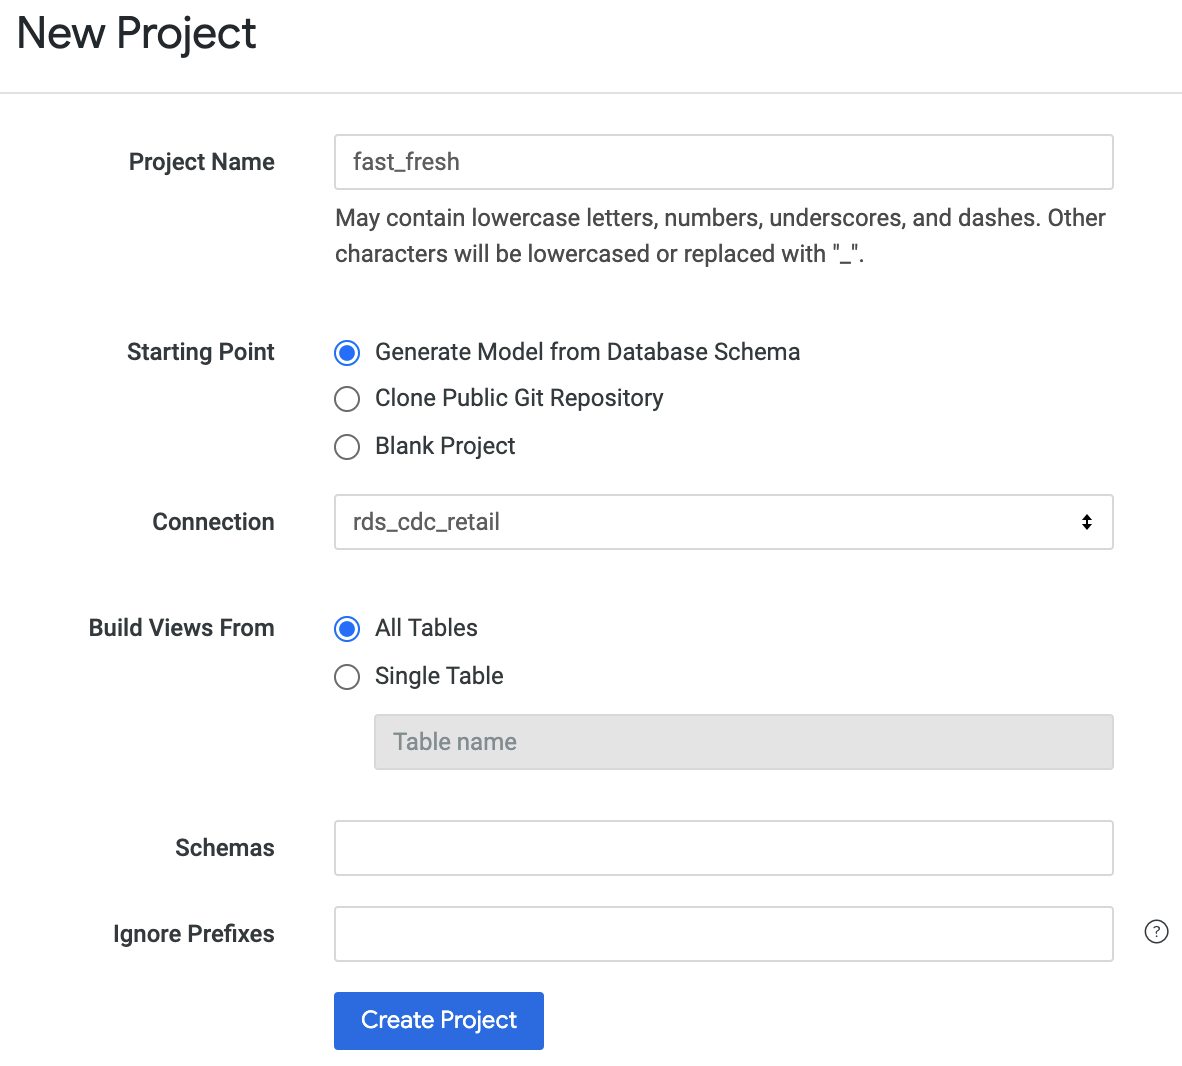 New Project
Project Name
fast_fresh
May contain lowercase letters, numbers, underscores, and dashes. Other
characters will be lowercased or replaced with "_".
Starting Point
Generate Model from Database Schema
Clone Public Git Repository
Blank Project
Connection
rds_cdc_retail
Build Views From
All Tables
Single Table
Table name
Schemas
Ignore Prefixes
?
Create Project